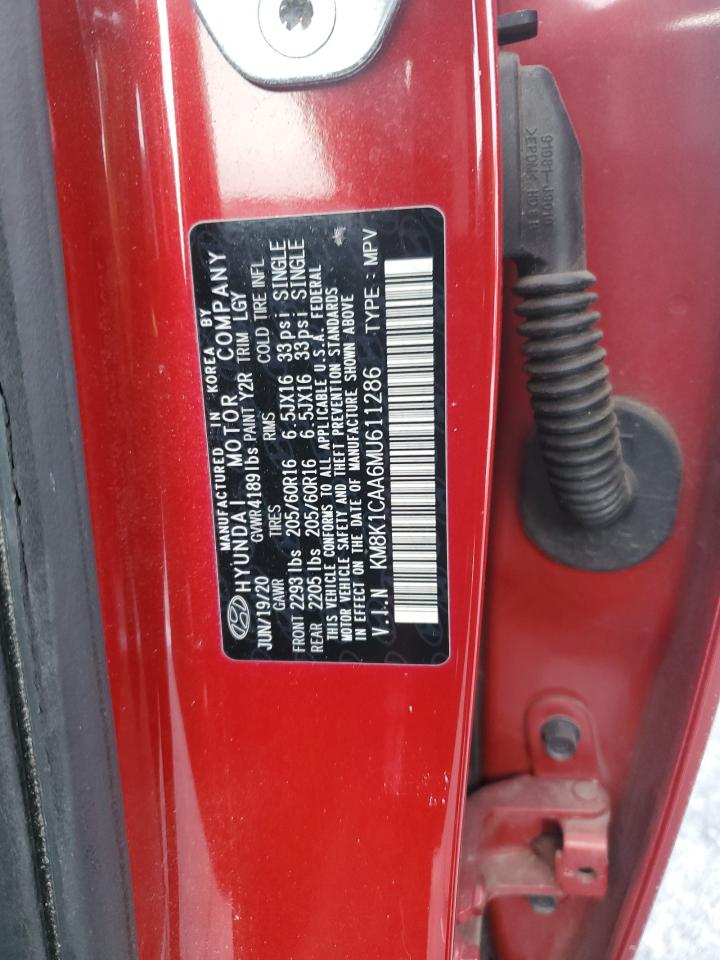 MANUFACTURED IN KOREA BY
HYUNDAI MOTOR COMPANY
JUN/19/20 GVWR4189lbs PAINT Y2R TRIM LGY
GAWR TIRES RIMS COLD TIRE INFL
FRONT 2293 lbs 205/60R16 6.5JX16 33psi SINGLE
REAR 2205 lbs 205/60R16 6.5JX16 33psi SINGLE
THIS VEHICLE CONFORMS TO ALL APPLICABLE U.S.A. FEDERAL
MOTOR VEHICLE SAFETY AND THEFT PREVENTION STANDARDS
IN EFFECT ON THE DATE OF MANUFACTURE SHOWN ABOVE
V.I.N KM8K1CAA6MU611286 TYPE : MPV